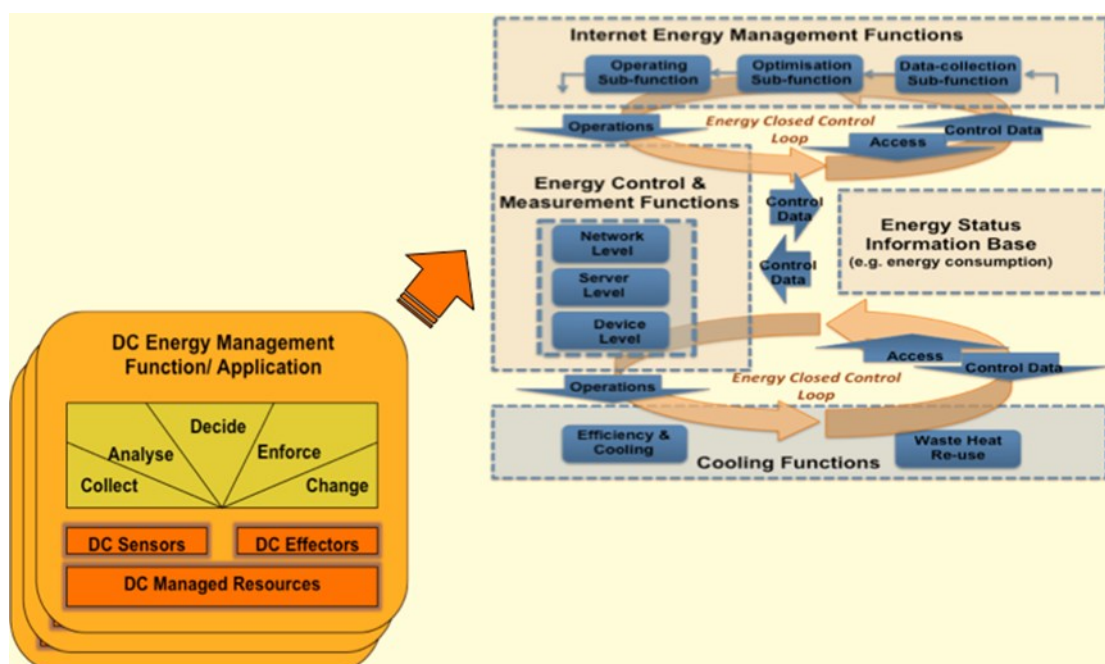 Internet Energy Management Functions
Operating
Sub-function
Optimisation
Sub-function
Data-collection
Sub-function
Operations
Energy Closed Control
Loop
Access
Control Data
Energy Control &
Measurement Functions
Network
Level
Server
Level
Device
Level
Control
Data
Control
Data
Energy Status
Information Base
(e.g. energy consumption)
Operations
Energy Closed Control
Loop
Access
Control Data
Efficiency &
Cooling
Waste Heat
Re-use
Cooling Functions
DC Energy Management
Function/ Application
Collect
Analyse
Decide
Enforce
Change
DC Sensors
DC Effectors
DC Managed Resources